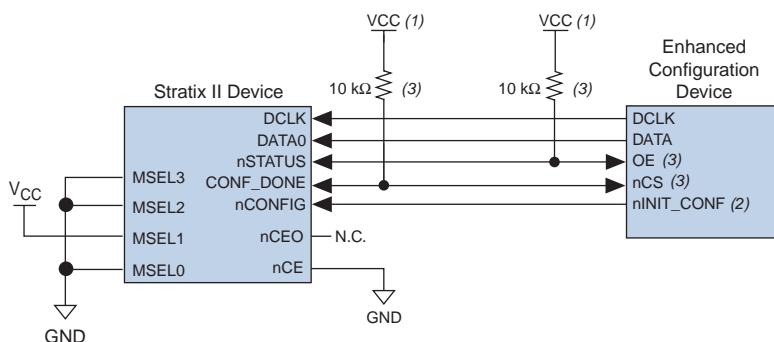 VCC (1)
VCC (1)
10 kΩ (3)
10 kΩ (3)
Stratix II Device
Enhanced
Configuration
Device
DCLK
DATA0
nSTATUS
CONF_DONE
nCONFIG
nCEO
nCE
MSEL3
MSEL2
MSEL1
MSEL0
VCC
GND
N.C.
GND
DCLK
DATA
OE (3)
nCS (3)
nINIT_CONF (2)